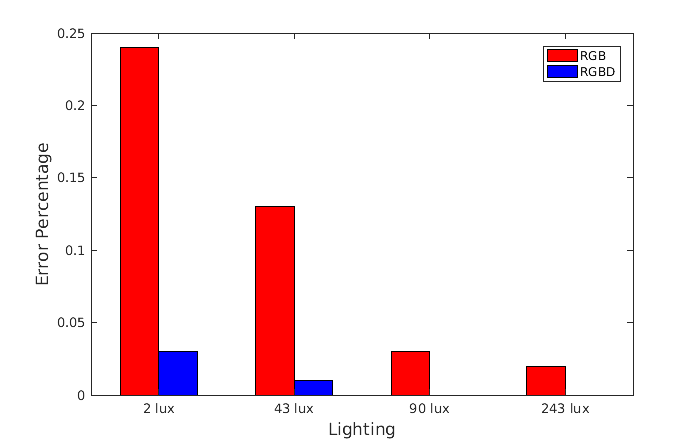 0.25
RGB
RGBD
0.2
0.15
0.1
0.05
0
Error Percentage
2 lux 43 lux 90 lux 243 lux
Lighting